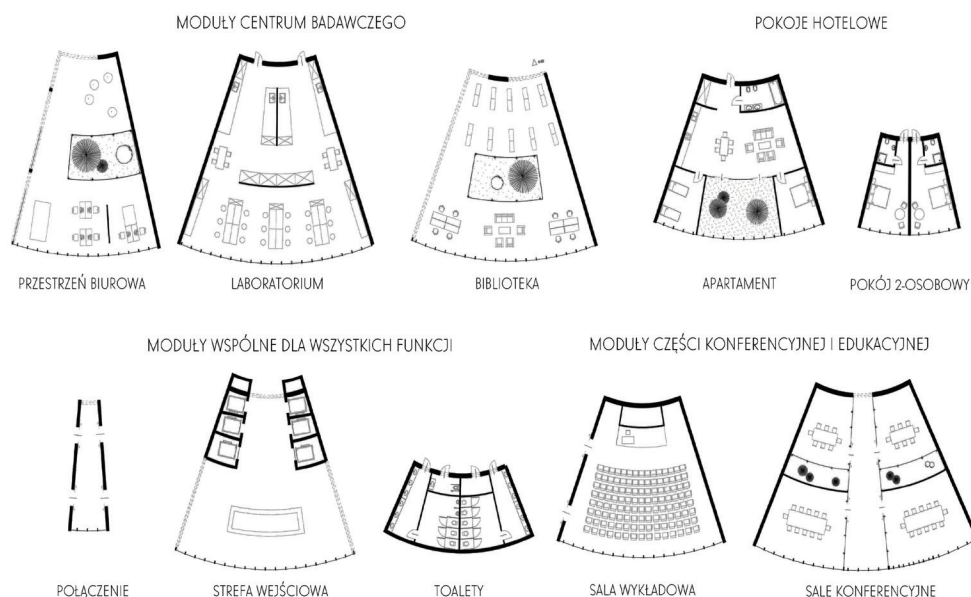 MODUŁY CENTRUM BADAWCZEGO
POKOJE HOTELOWE
PRZESTRZEŃ BIUROWA
LABORATORIUM
BIBLIOTEKA
APARTAMENT
POKÓJ 2-OSOBOWY
MODUŁY WSPÓLNE DLA WSZYSTKICH FUNKCJI
MODUŁY CZĘŚCI KONFERENCYJNEJ I EDUKACYJNEJ
POŁĄCZENIE
STREFA WEJŚCIOWA
TOALETY
SALA WYKŁADOWA
SALE KONFERENCYJNE